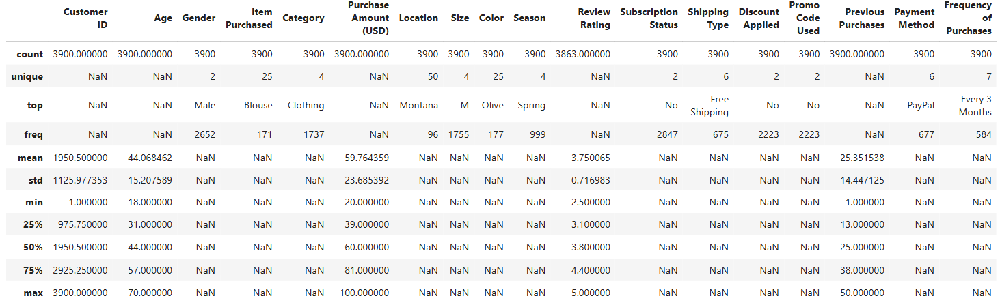 Customer ID Age Gender Item Purchased Category Purchase Amount (USD) Location Size Color Season Review Rating Subscription Status Shipping Type Discount Applied Promo Code Used Previous Purchases Payment Method Frequency of Purchases
count 3900.000000 3900.000000 3900 3900 3900 3900.000000 3900 3900 3900 3900 3863.000000 3900 3900 3900 3900 3900.000000 3900 3900
unique NaN NaN 2 25 4 NaN 50 4 25 4 NaN 2 6 2 2 NaN 6 7
top NaN NaN Male Blouse Clothing NaN Montana M Olive Spring NaN No Free Shipping No No NaN PayPal Every 3 Months
freq NaN NaN 2652 171 1737 NaN 96 1755 177 999 NaN 2847 675 2223 2223 NaN 677 584
mean 1950.500000 44.068462 NaN NaN NaN 59.764359 NaN NaN NaN NaN 3.750065 NaN NaN NaN NaN 25.351538 NaN NaN
std 1125.977353 15.207589 NaN NaN NaN 23.685392 NaN NaN NaN NaN 0.716983 NaN NaN NaN NaN 14.447125 NaN NaN
min 1.000000 18.000000 NaN NaN NaN 20.000000 NaN NaN NaN NaN 2.500000 NaN NaN NaN NaN 1.000000 NaN NaN
25% 975.750000 31.000000 NaN NaN NaN 39.000000 NaN NaN NaN NaN 3.100000 NaN NaN NaN NaN 13.000000 NaN NaN
50% 1950.500000 44.000000 NaN NaN NaN 60.000000 NaN NaN NaN NaN 3.800000 NaN NaN NaN NaN 25.000000 NaN NaN
75% 2925.250000 57.000000 NaN NaN NaN 81.000000 NaN NaN NaN NaN 4.400000 NaN NaN NaN NaN 38.000000 NaN NaN
max 3900.000000 70.000000 NaN NaN NaN 100.000000 NaN NaN NaN NaN 5.000000 NaN NaN NaN NaN 50.000000 NaN NaN